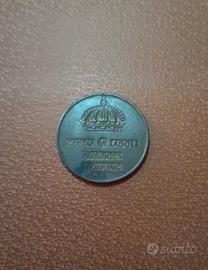 GUSTAF VI ADOLF
SVERIGES
KONUNG
subito